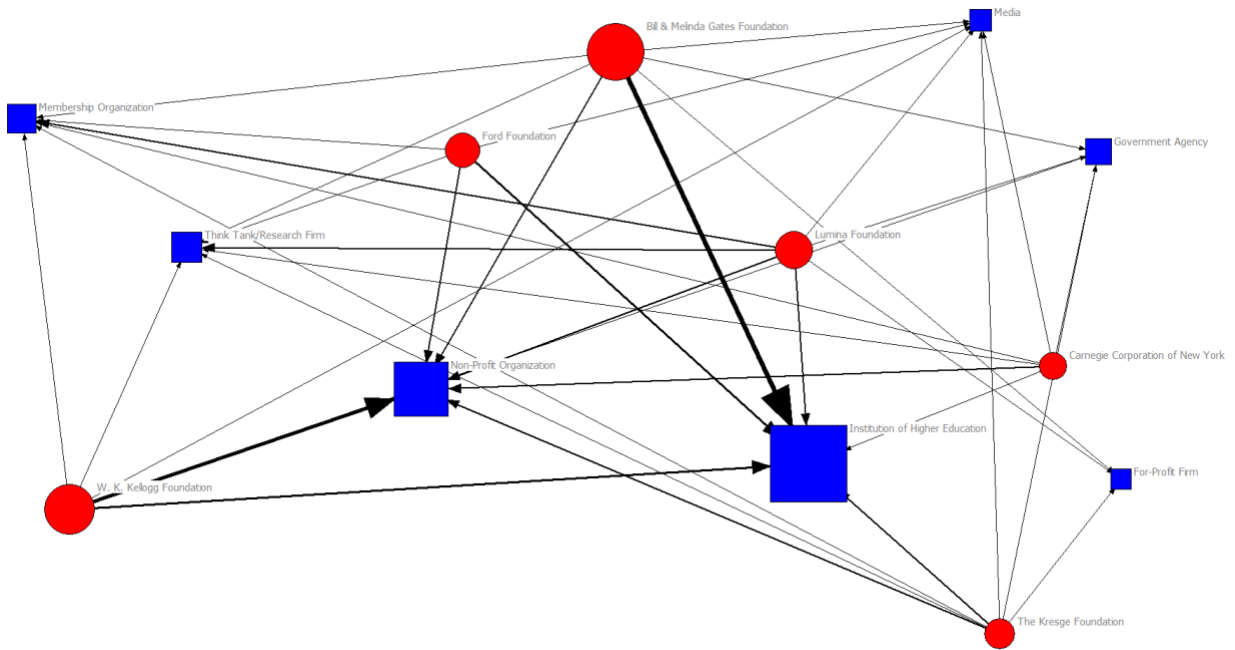 Media
Bill & Melinda Gates Foundation
Membership Organization
Ford Foundation
Government Agency
Think Tank/Research Firm
Lumina Foundation
Carnegie Corporation of New York
Non-Profit Organization
Institution of Higher Education
For-Profit Firm
W. K. Kellogg Foundation
The Kresge Foundation